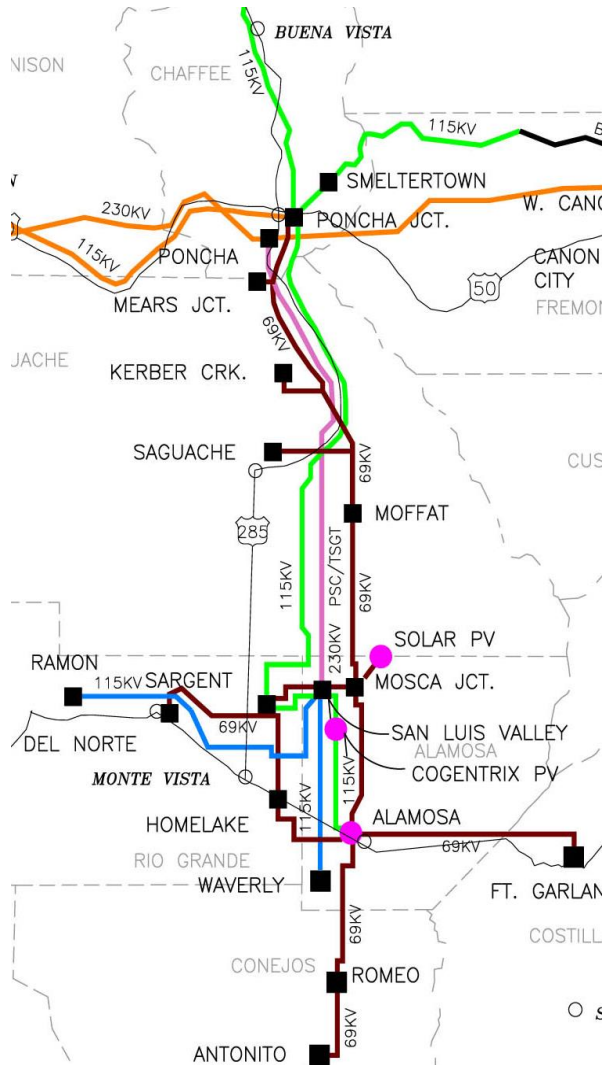 BUENA VISTA
NISON
CHAFFEE
115KV
115KV
SMELTERTOWN
230KV
PONCHA JCT.
W. CANO
115KV
PONCHA
CANON
CITY
50
MEARS JCT.
FREMON
69KV
JACHE
KERBER CRK.
SAGUACHE
69KV
CUS
285
MOFFAT
115KV
PSC/TSGT
69KV
230KV
SOLAR PV
RAMON
115KV
SARGENT
MOSCA JCT.
69KV
DEL NORTE
SAN LUIS VALLEY
ALAMOSA
MONTE VISTA
COGENTRIX PV
115KV
115KV
HOMELAKE
ALAMOSA
69KV
RIO GRANDE
WAVERLY
FT. GARLAN
69KV
COSTILL
CONEJOS
ROMEO
S
69KV
ANTONITO